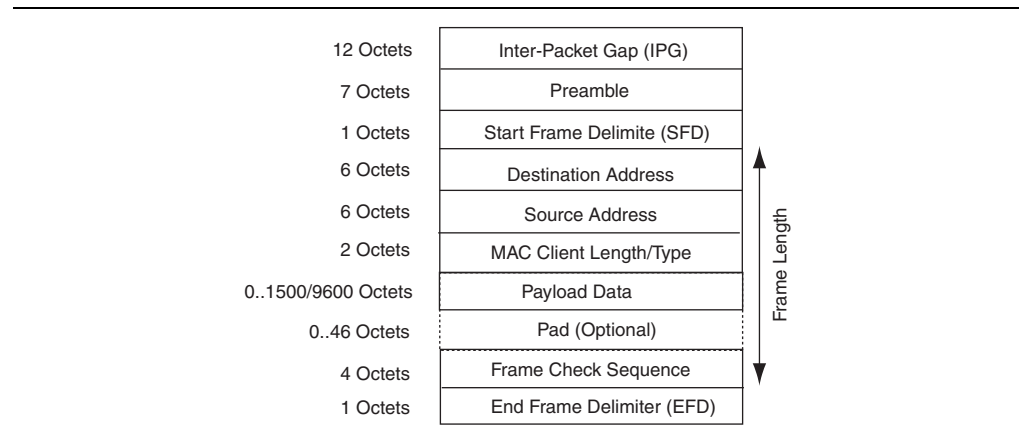 12 Octets Inter-Packet Gap (IPG)
7 Octets Preamble
1 Octets Start Frame Delimite (SFD)
6 Octets Destination Address
6 Octets Source Address
2 Octets MAC Client Length/Type
0..1500/9600 Octets Payload Data
0..46 Octets Pad (Optional)
4 Octets Frame Check Sequence
1 Octets End Frame Delimiter (EFD)
Frame Length